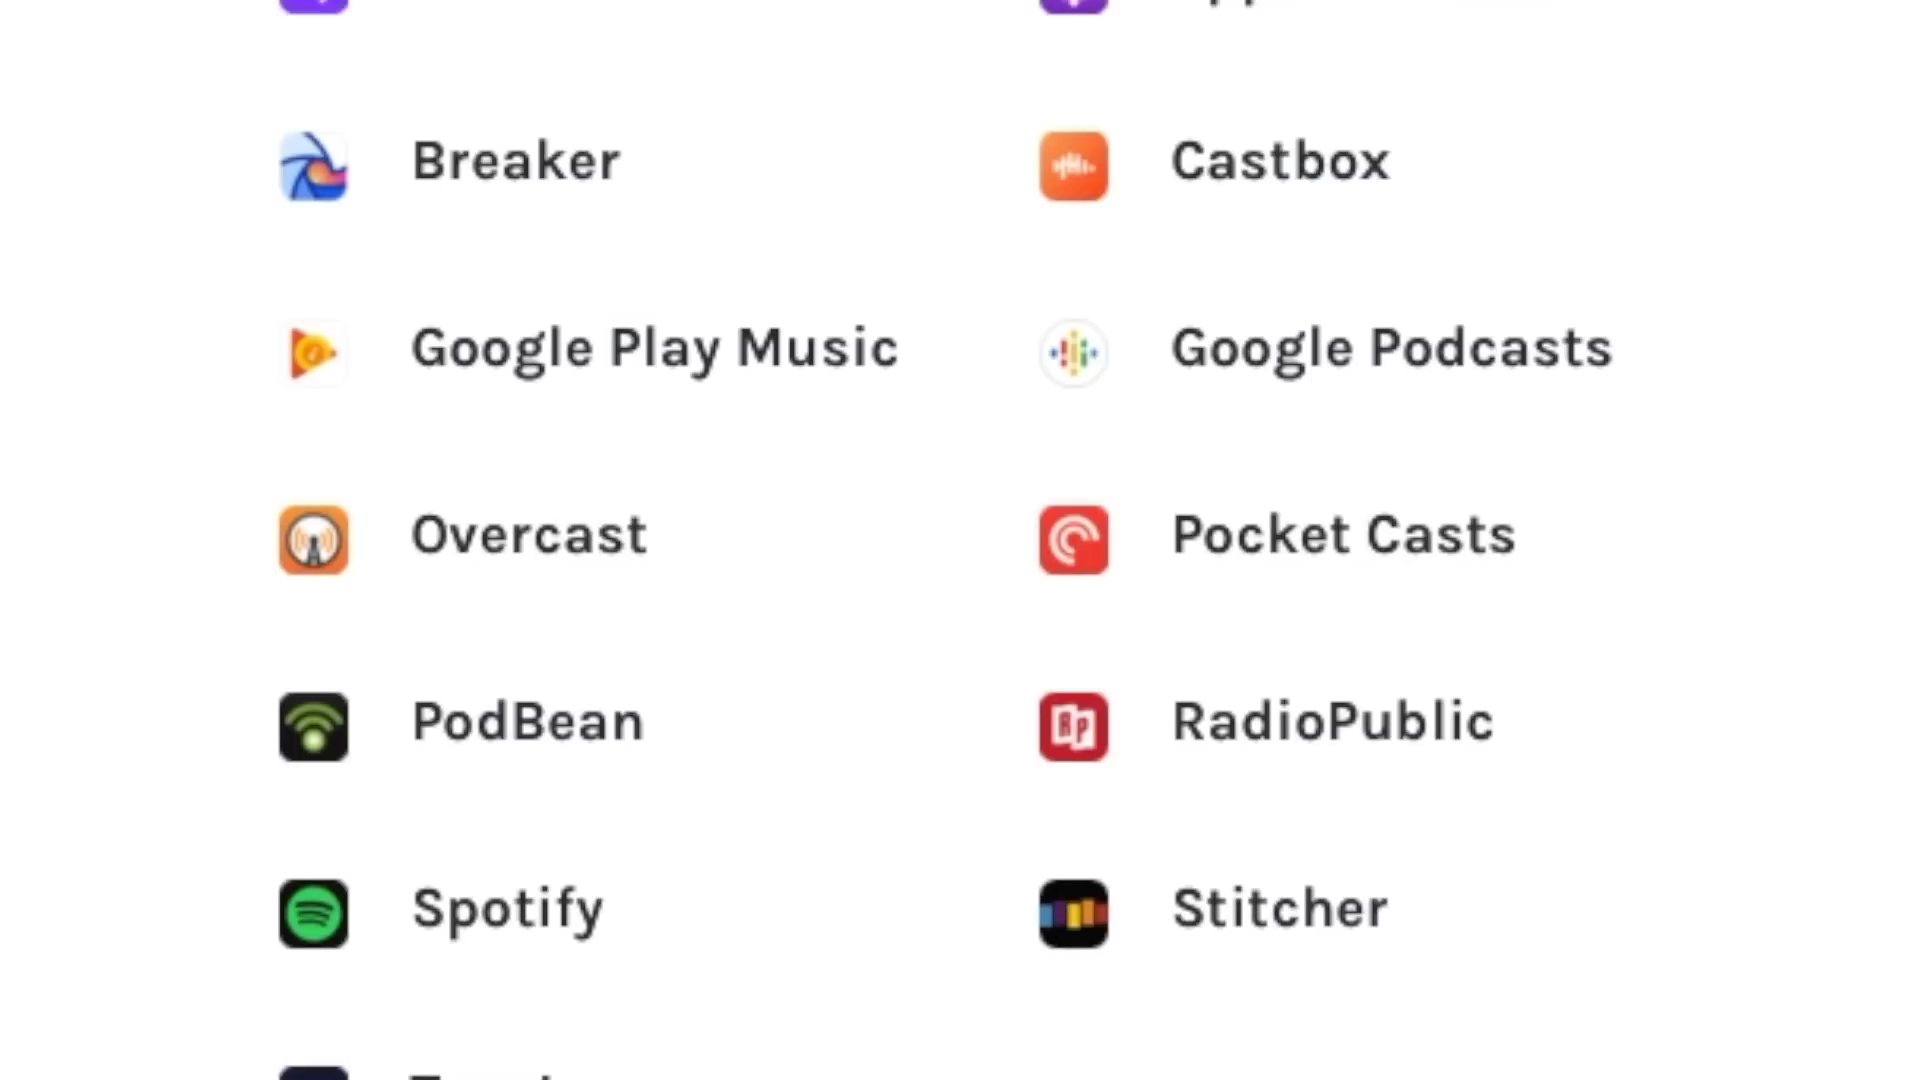 Breaker
Castbox
Google Play Music
Google Podcasts
Overcast
Pocket Casts
PodBean
RadioPublic
Spotify
Stitcher